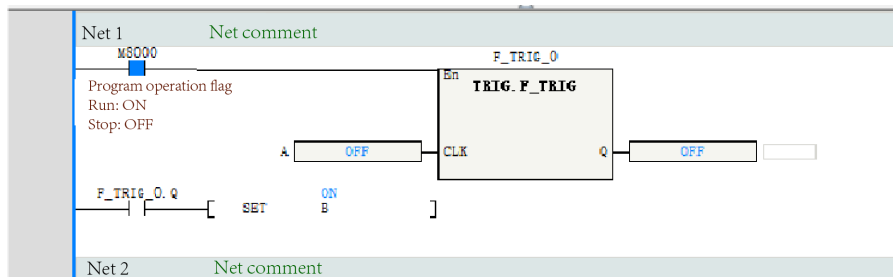 Net 1 Net comment
M8000
F_TRIG_0
En
TRIG.F_TRIG
Program operation flag
Run: ON
Stop: OFF
A OFF CLK Q OFF
F_TRIG_0.Q
ON
SET B
Net 2 Net comment